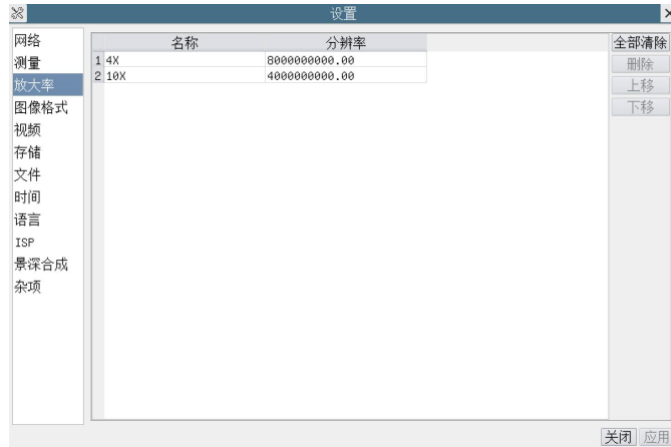 设置
网络
测量
放大率
图像格式
视频
存储
文件
时间
语言
ISP
景深合成
杂项
名称 分辨率
1 4X 8000000000.00
2 10X 4000000000.00
全部清除
删除
上移
下移
关闭 应用